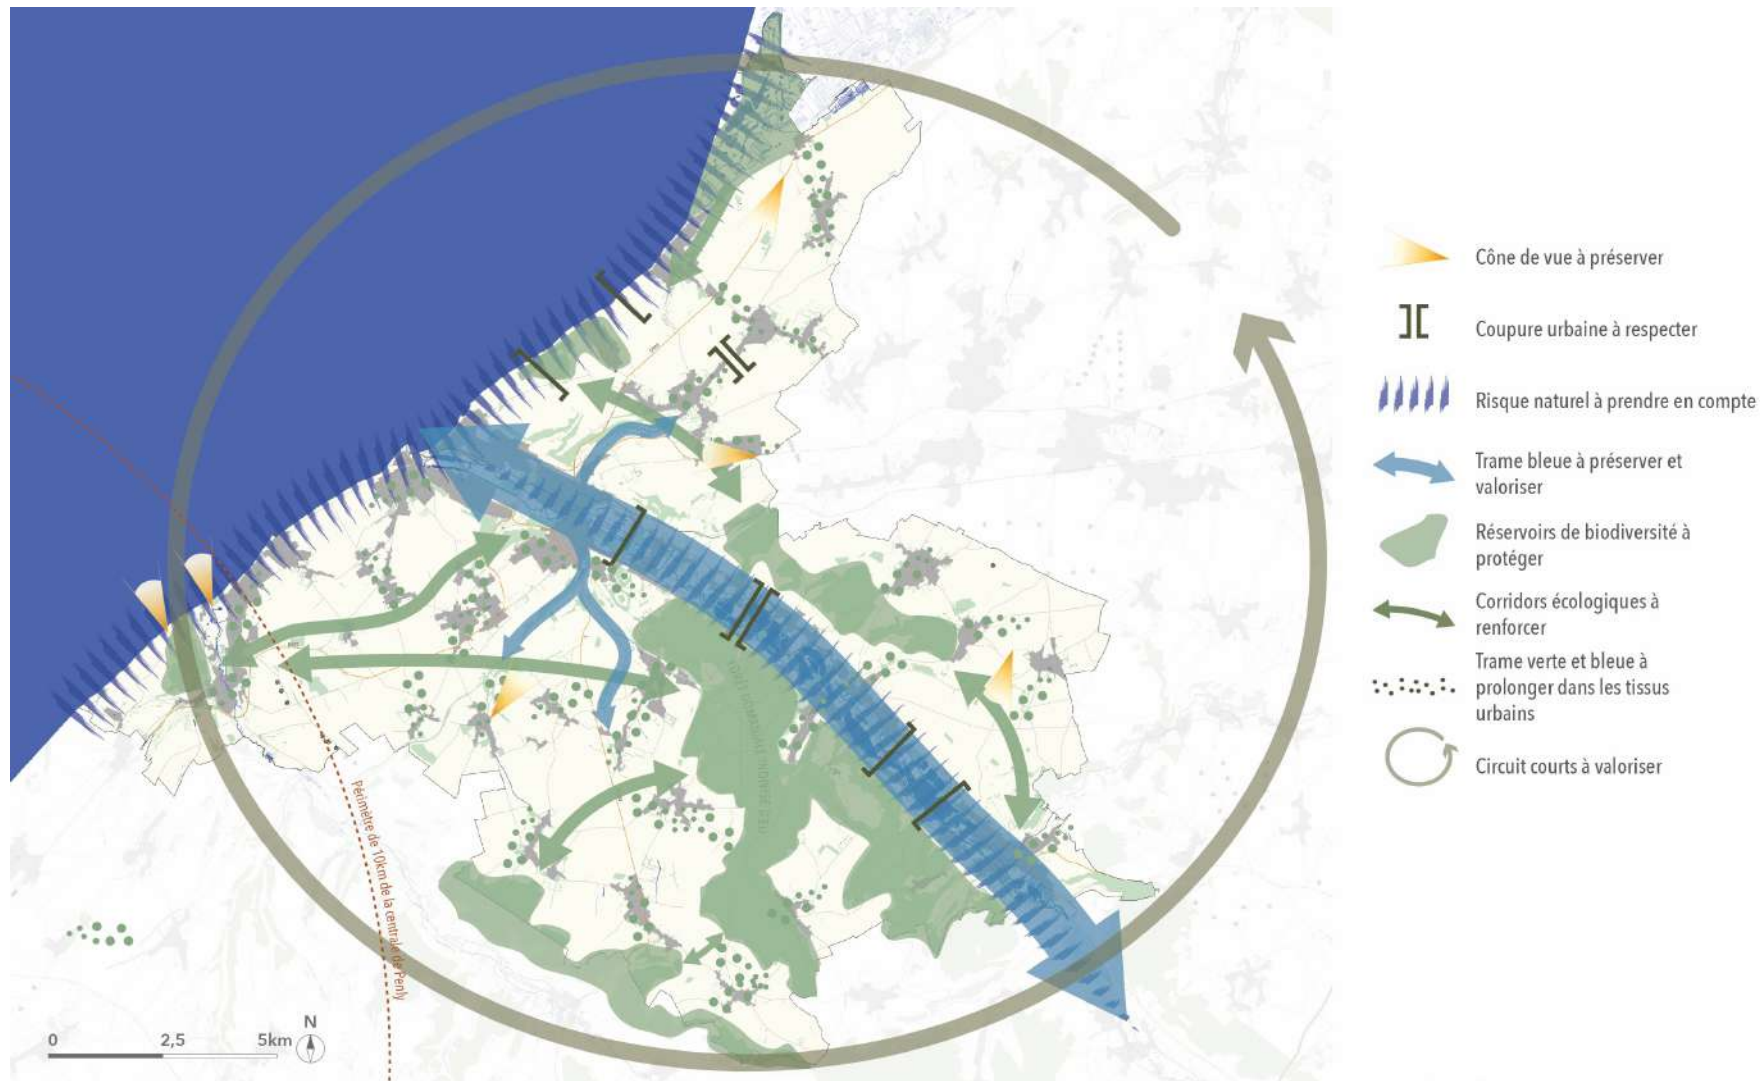 Cône de vue à préserver
Coupure urbaine à respecter
Risque naturel à prendre en compte
Trame bleue à préserver et
valoriser
Réservoirs de biodiversité à
protéger
Corridors écologiques à
renforcer
Trame verte et bleue à
prolonger dans les tissus
urbains
Circuit courts à valoriser
Périmètre de 10km de la centrale de Penly
0 2,5 5km
N